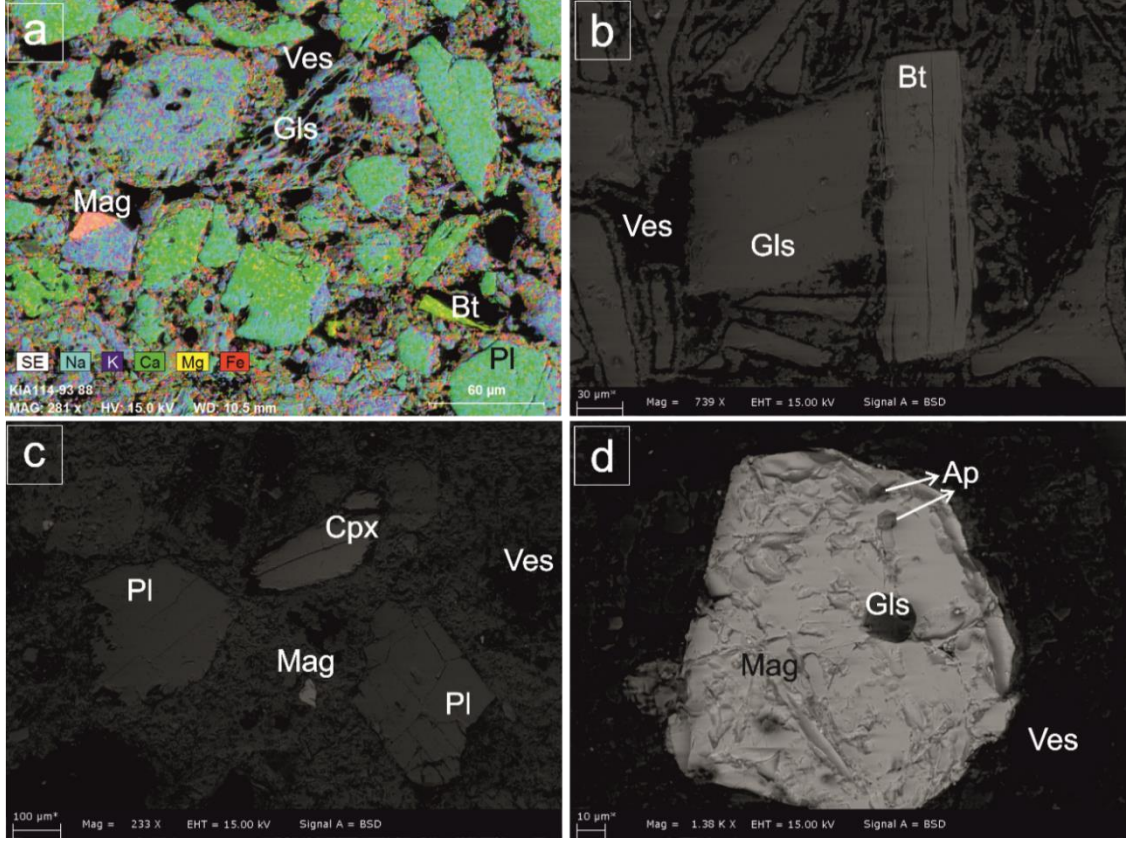 a
Ves
Gls
Mag
Bt
Pl
SE Na K Ca Mg Fe
KIA114-93 88
MAG: 281 x HV: 15.0 kV WD: 10.5 mm
60 µm
b
Bt
Ves
Gls
30 µm*
Mag = 739 X EHT = 15.00 kV Signal A = BSD
c
Cpx
Ves
Pl
Mag
Pl
100 µm*
Mag = 233 X EHT = 15.00 kV Signal A = BSD
d
Ap
Gls
Mag
Ves
10 µm*
Mag = 1.38 K X EHT = 15.00 kV Signal A = BSD